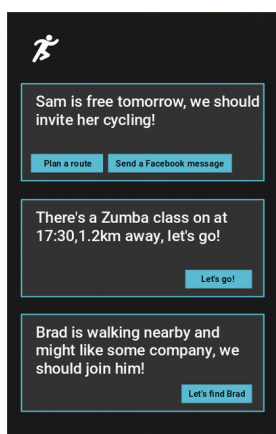 Sam is free tomorrow, we should
invite her cycling!
Plan a route Send a Facebook message
There's a Zumba class on at
17:30,1.2km away, let's go!
Let's go!
Brad is walking nearby and
might like some company, we
should join him!
Let's find Brad